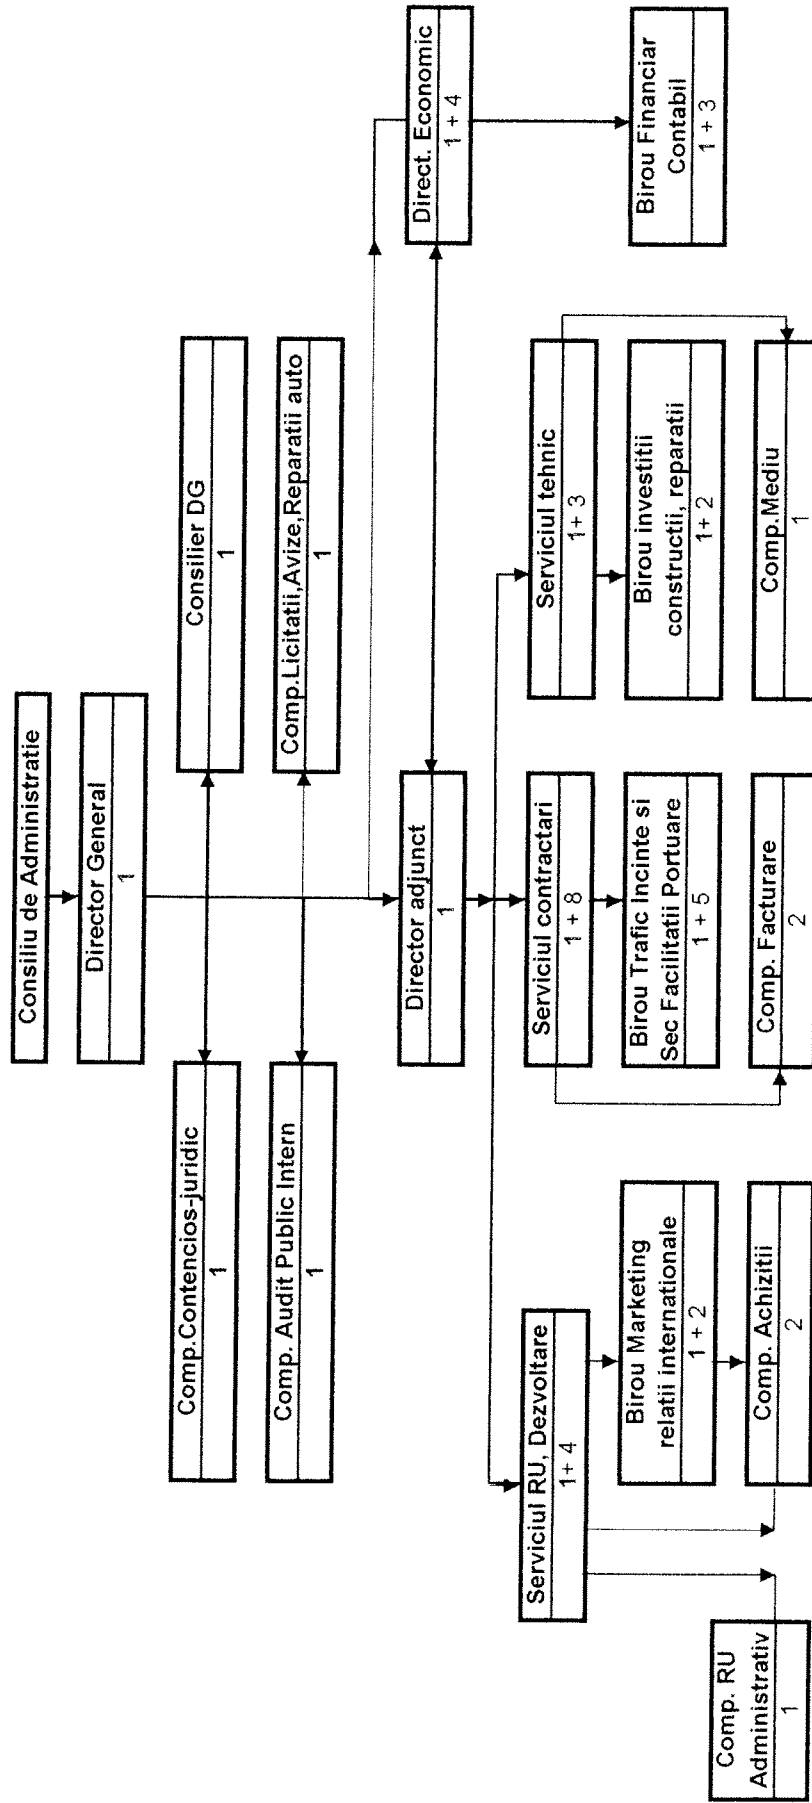 Consiliu de Administratie
Director General
1
Comp.Contencios-juridic
1
Consilier DG
1
Comp. Audit Public Intern
1
Comp.Licitatii,Avize,Reparatii auto
1
Director adjunct
1
Direct. Economic
1 + 4
Serviciul RU, Dezvoltare
1+ 4
Serviciul contractari
1 + 8
Serviciul tehnic
1+ 3
Birou Marketing
relatii internationale
1 + 2
Birou Trafic Incinte si
Sec Facilitatii Portuare
1 + 5
Birou investitii
constructii, reparatii
1+ 2
Birou Financiar
Contabil
1 + 3
Comp. RU
Administrativ
1
Comp. Achizitii
2
Comp. Facturare
2
Comp.Mediu
1